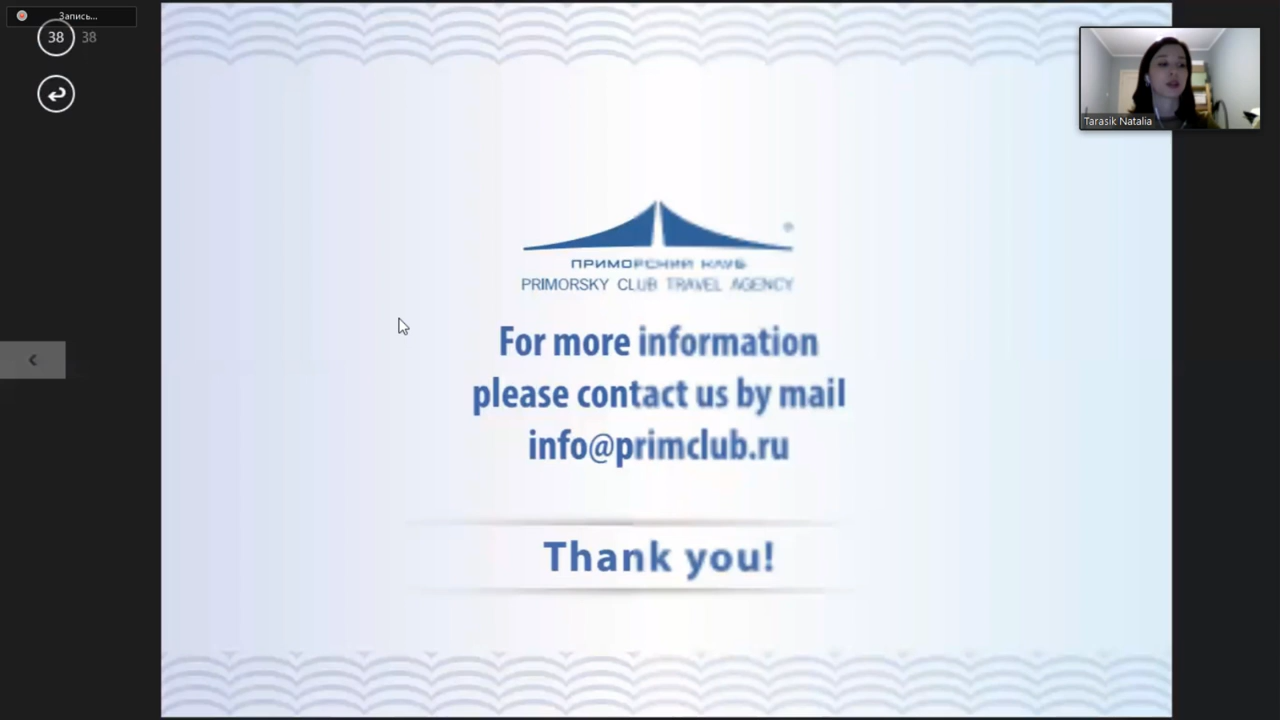 Запись...
38 38
Tarasik Natalia
®
ПРИМОРСКИЙ КЛУБ
PRIMORSKY CLUB TRAVEL AGENCY
For more information
please contact us by mail
info@primclub.ru
Thank you!